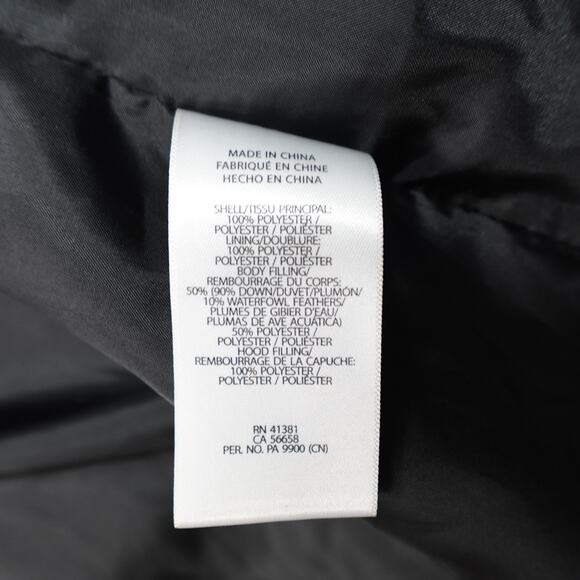 MADE IN CHINA
FABRIQUÉ EN CHINE
HECHO EN CHINA
SHELL/TISSU PRINCIPAL:
100% POLYESTER /
POLYESTER / POLIÉSTER
LINING/DOUBLURE:
100% POLYESTER /
POLYESTER / POLIÉSTER
BODY FILLING/
REMBOURRAGE DU CORPS:
50% (90% DOWN/DUVET/PLUMÓN/
10% WATERFOWL FEATHERS/
PLUMES DE GIBIER D'EAU/
PLUMAS DE AVE ACUÁTICA)
50% POLYESTER /
POLYESTER / POLIÉSTER
HOOD FILLING/
REMBOURRAGE DE LA CAPUCHE:
100% POLYESTER /
POLYESTER / POLIÉSTER
RN 41381
CA 56658
PER. NO. PA 9900 (CN)